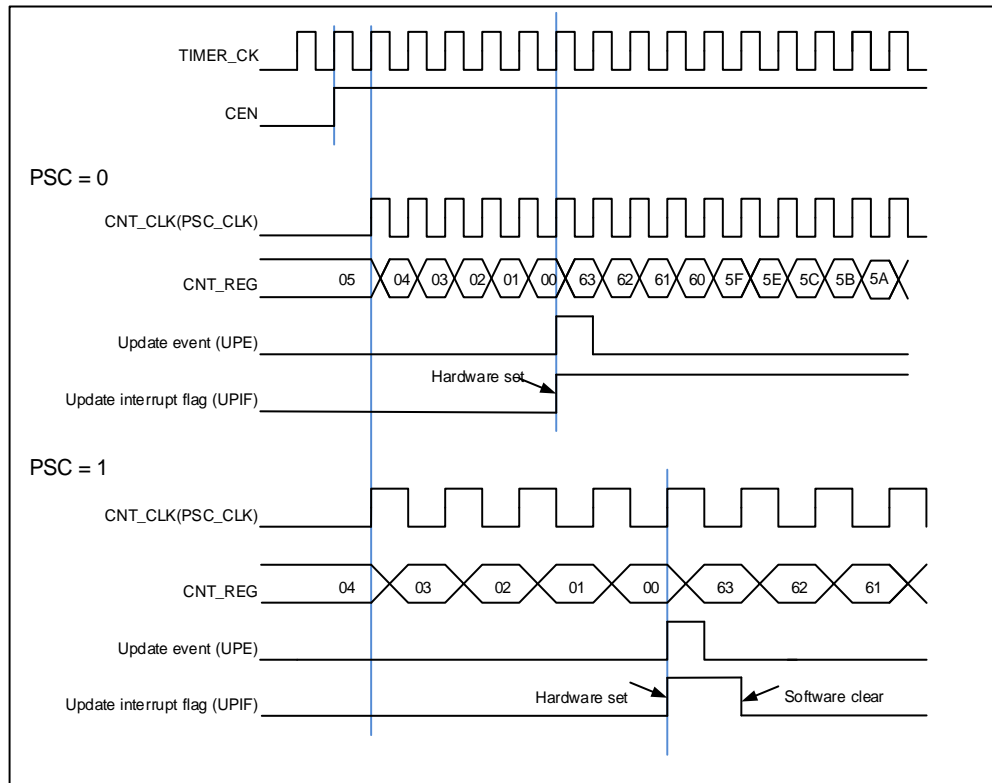 TIMER_CK
CEN
PSC = 0
CNT_CLK(PSC_CLK)
CNT_REG 05 04 03 02 01 00 63 62 61 60 5F 5E 5C 5B 5A
Update event (UPE)
Hardware set
Update interrupt flag (UPIF)
PSC = 1
CNT_CLK(PSC_CLK)
CNT_REG 04 03 02 01 00 63 62 61
Update event (UPE)
Update interrupt flag (UPIF) Hardware set Software clear